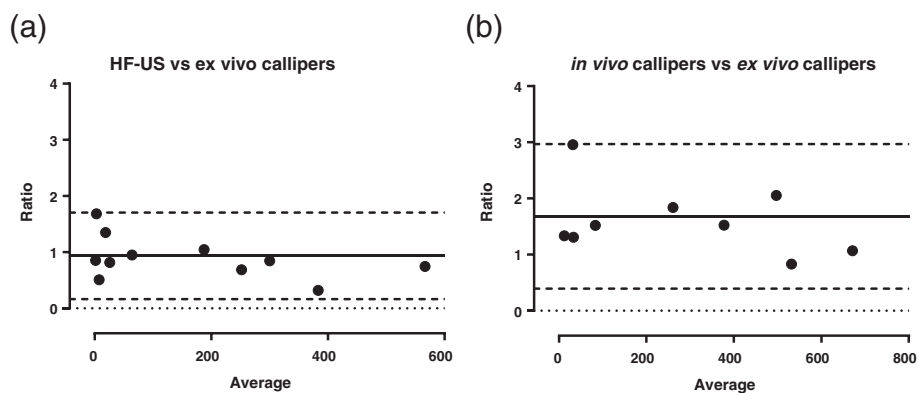 (a)
HF-US vs ex vivo callipers
4
3
2
1
0
Ratio
0 200 400 600
Average
(b)
in vivo callipers vs ex vivo callipers
4
3
2
1
0
Ratio
0 200 400 600 800
Average